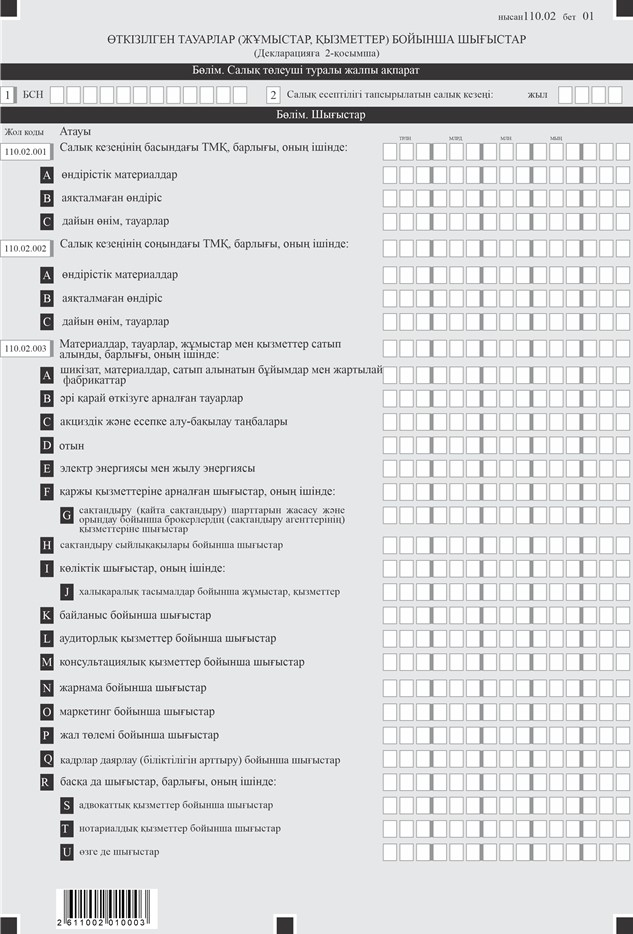 нысан110.02 бет 01
ӨТКІЗІЛГЕН ТАУАРЛАР (ЖҰМЫСТАР, ҚЫЗМЕТТЕР) БОЙЫНША ШЫҒЫСТАР
(Декларацияға 2-қосымша)
Бөлім. Салық төлеуші туралы жалпы ақпарат
1 БСН 2 Салық есептілігі тапсырылатын салық кезеңі: жыл
Бөлім. Шығыстар
Жол коды Атауы
трлн млрд млн мың
110.02.001 Салық кезеңінің басындағы ТМҚ, барлығы, оның ішінде:
A өндірістік материалдар
B аяқталмаған өндіріс
C дайын өнім, тауарлар
110.02.002 Салық кезеңінің соңындағы ТМҚ, барлығы, оның ішінде:
A өндірістік материалдар
B аяқталмаған өндіріс
C дайын өнім, тауарлар
110.02.003 Материалдар, тауарлар, жұмыстар мен қызметтер сатып
алынды, барлығы, оның ішінде:
A шикізат, материалдар, сатып алынатын бұйымдар мен жартылай
фабрикаттар
B әрі қарай өткізуге арналған тауарлар
C акциздік және есепке алу-бақылау таңбалары
D отын
E электр энергиясы мен жылу энергиясы
F қаржы қызметтеріне арналған шығыстар, оның ішінде:
G сақтандыру (қайта сақтандыру) шарттарын жасасу және
орындау бойынша брокерлердің (сақтандыру агенттерінің)
қызметтеріне шығыстар
H сақтандыру сыйлықақылары бойынша шығыстар
I көліктік шығыстар, оның ішінде:
J халықаралық тасымалдар бойынша жұмыстар, қызметтер
K байланыс бойынша шығыстар
L аудиторлық қызметтер бойынша шығыстар
M консультациялық қызметтер бойынша шығыстар
N жарнама бойынша шығыстар
O маркетинг бойынша шығыстар
P жал төлемі бойынша шығыстар
Q кадрлар даярлау (біліктілігін арттыру) бойынша шығыстар
R басқа да шығыстар, барлығы, оның ішінде:
S адвокаттық қызметтер бойынша шығыстар
T нотариалдық қызметтер бойынша шығыстар
U өзге де шығыстар
2 611002 010003